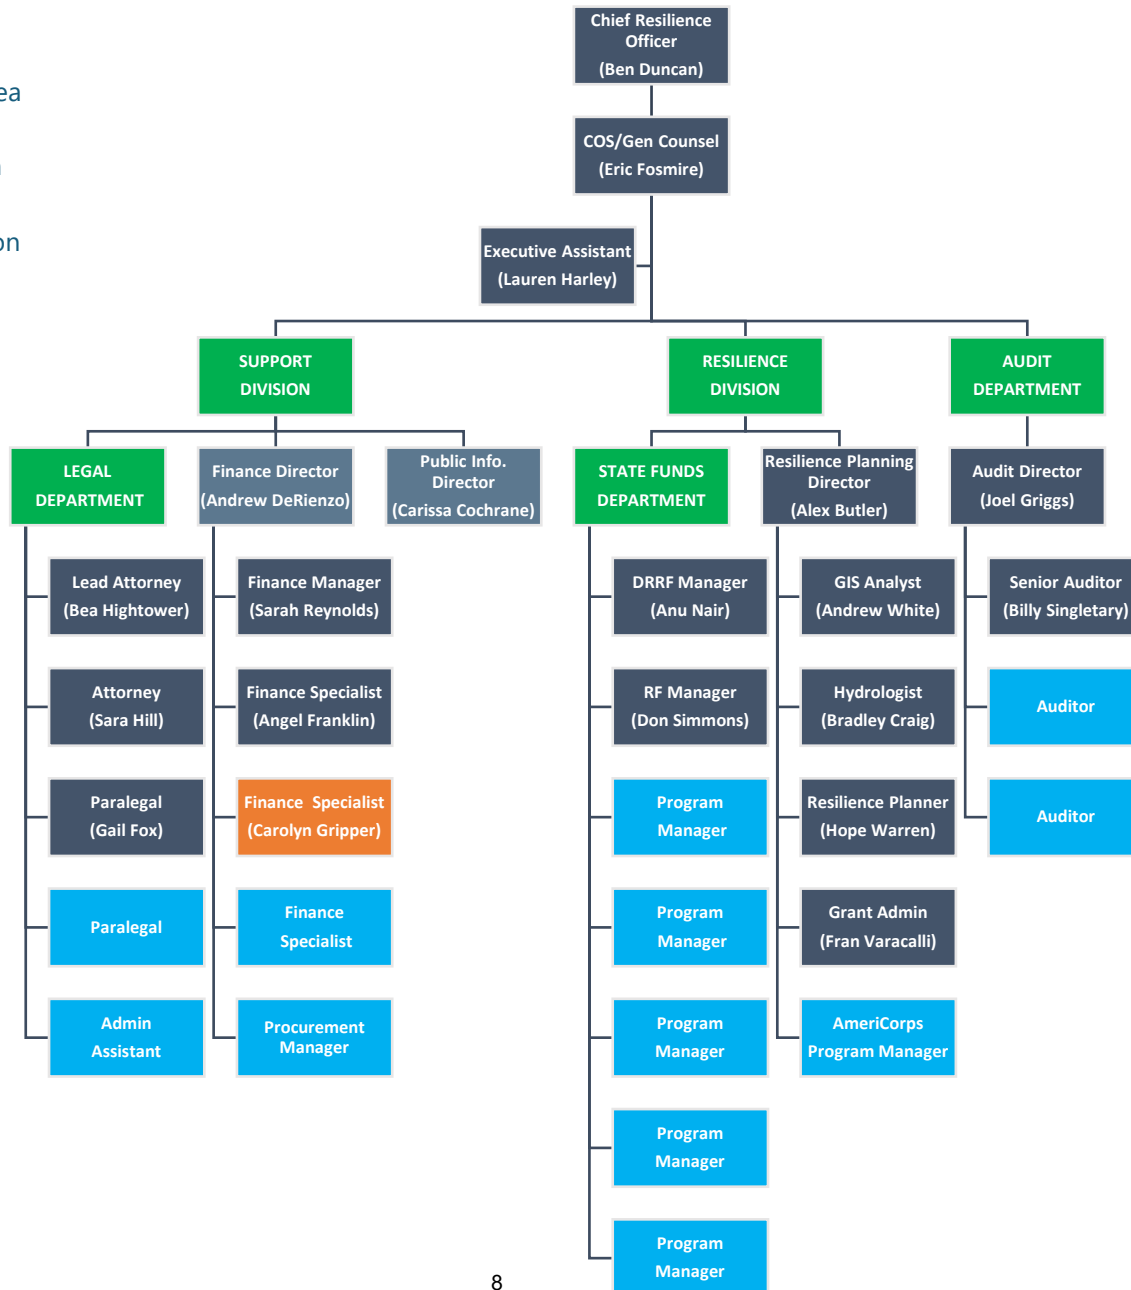 Chief Resilience
Officer
(Ben Duncan)
ea
COS/Gen Counsel
(Eric Fosmire)
on
Executive Assistant
(Lauren Harley)
SUPPORT
DIVISION
RESILIENCE
DIVISION
AUDIT
DEPARTMENT
LEGAL
DEPARTMENT
Finance Director
(Andrew DeRienzo)
Public Info.
Director
(Carissa Cochrane)
STATE FUNDS
DEPARTMENT
Resilience Planning
Director
(Alex Butler)
Audit Director
(Joel Griggs)
Lead Attorney
(Bea Hightower)
Finance Manager
(Sarah Reynolds)
DRRF Manager
(Anu Nair)
GIS Analyst
(Andrew White)
Senior Auditor
(Billy Singletary)
Attorney
(Sara Hill)
Finance Specialist
(Angel Franklin)
RF Manager
(Don Simmons)
Hydrologist
(Bradley Craig)
Auditor
Paralegal
(Gail Fox)
Finance  Specialist
(Carolyn Gripper)
Program
Manager
Resilience Planner
(Hope Warren)
Auditor
Paralegal
Finance
Specialist
Program
Manager
Grant Admin
(Fran Varacalli)
Admin
Assistant
Procurement
Manager
Program
Manager
AmeriCorps
Program Manager
Program
Manager
Program
Manager
8